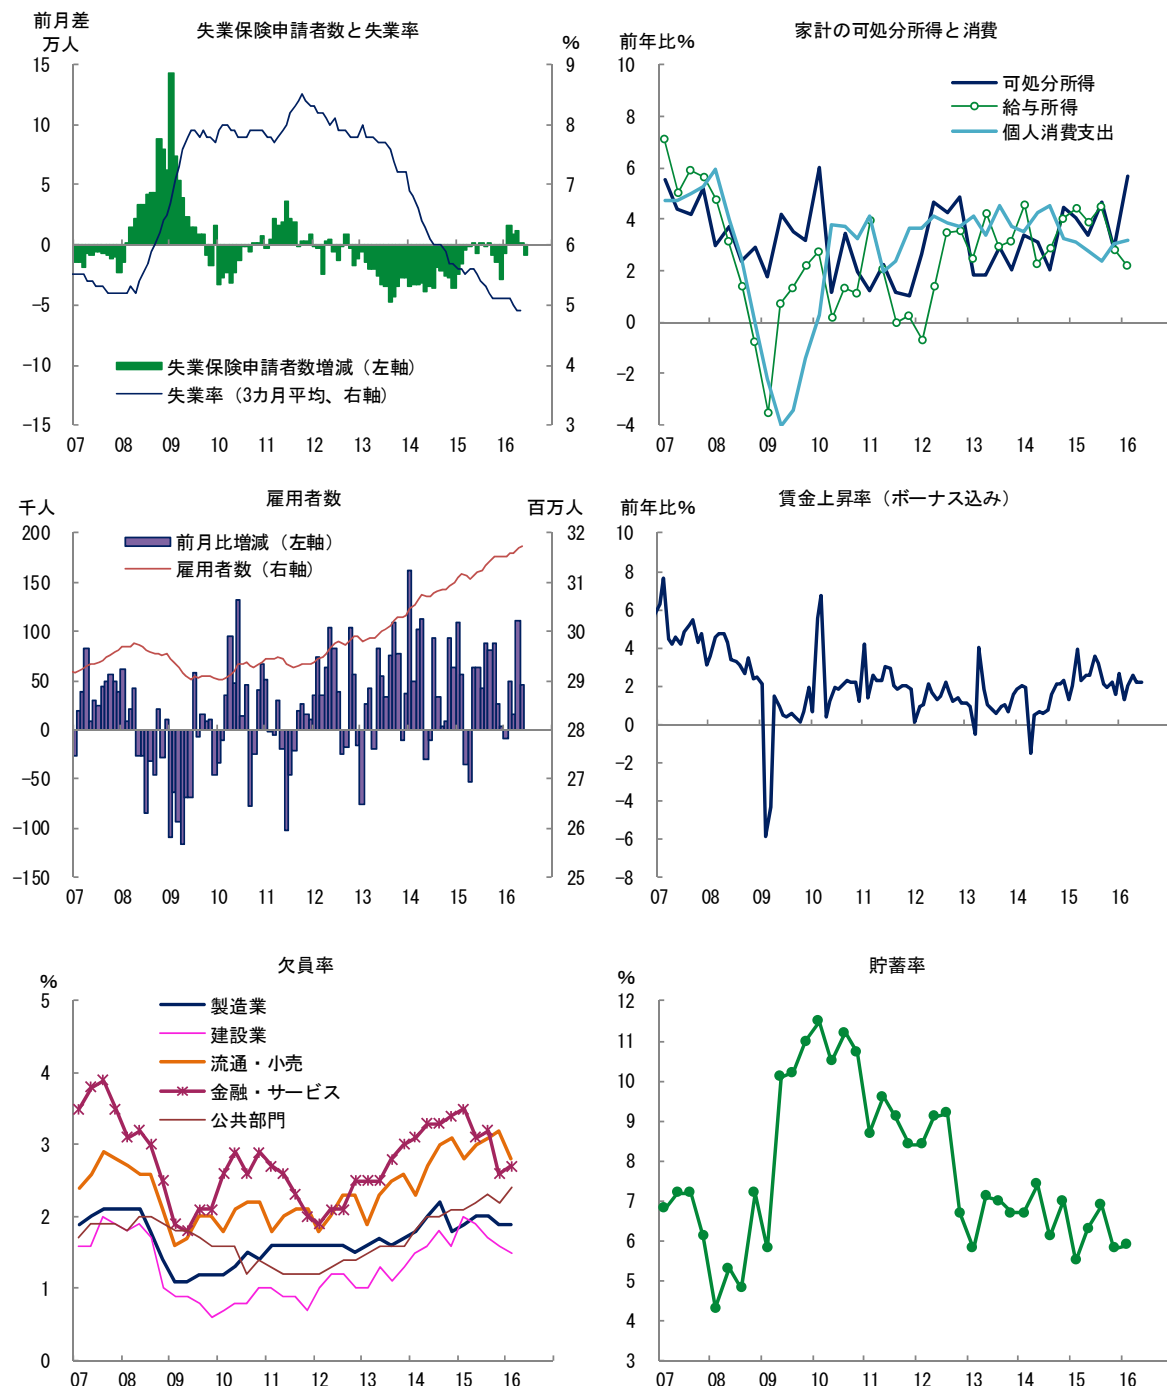 失業保険申請者数と失業率
前月差
万人
%
15
10
5
0
−5
−10
−15
9
8
7
6
5
4
3
失業保険申請者数増減（左軸）
失業率（3カ月平均、右軸）
07 08 09 10 11 12 13 14 15 16
家計の可処分所得と消費
前年比%
10
8
6
4
2
0
−2
−4
可処分所得
給与所得
個人消費支出
07 08 09 10 11 12 13 14 15 16
雇用者数
千人
百万人
200
150
100
50
0
−50
−100
−150
32
31
30
29
28
27
26
25
前月比増減（左軸）
雇用者数（右軸）
07 08 09 10 11 12 13 14 15 16
賃金上昇率（ボーナス込み）
前年比%
10
8
6
4
2
0
−2
−4
−6
−8
07 08 09 10 11 12 13 14 15 16
欠員率
%
5
4
3
2
1
0
製造業
建設業
流通・小売
金融・サービス
公共部門
07 08 09 10 11 12 13 14 15 16
貯蓄率
%
12
11
10
9
8
7
6
5
4
3
07 08 09 10 11 12 13 14 15 16